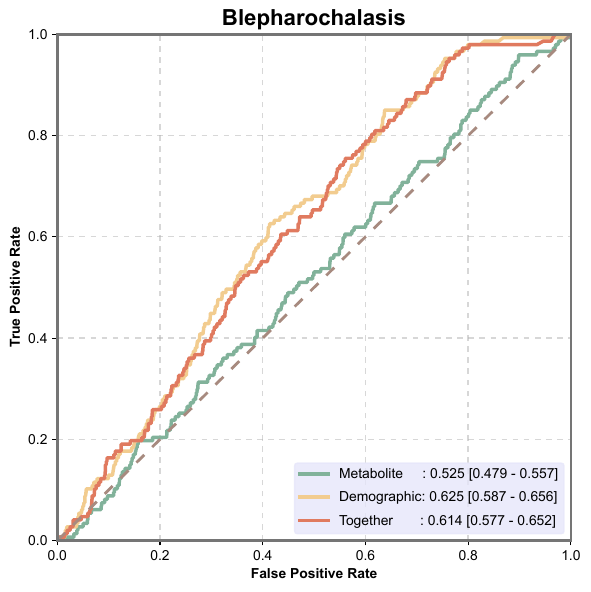 Blepharochalasis
1.0
0.8
0.6
0.4
0.2
0.0
True Positive Rate
Metabolite : 0.525 [0.479 - 0.557]
Demographic: 0.625 [0.587 - 0.656]
Together : 0.614 [0.577 - 0.652]
0.0 0.2 0.4 0.6 0.8 1.0
False Positive Rate